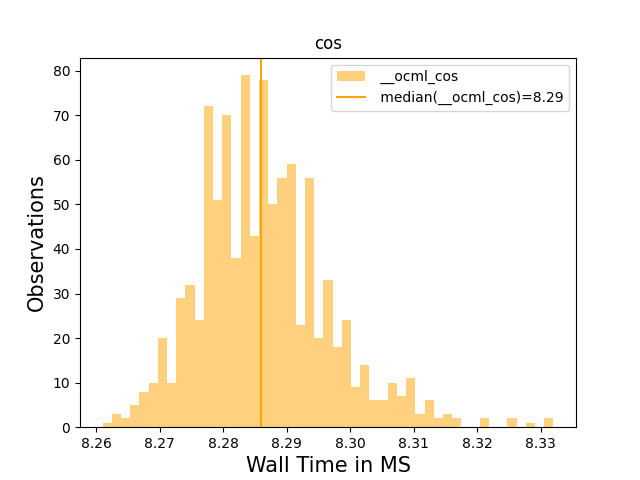 cos
__ocml_cos
median(__ocml_cos)=8.29
80
70
60
50
40
30
20
10
0
Observations
8.26 8.27 8.28 8.29 8.30 8.31 8.32 8.33
Wall Time in MS